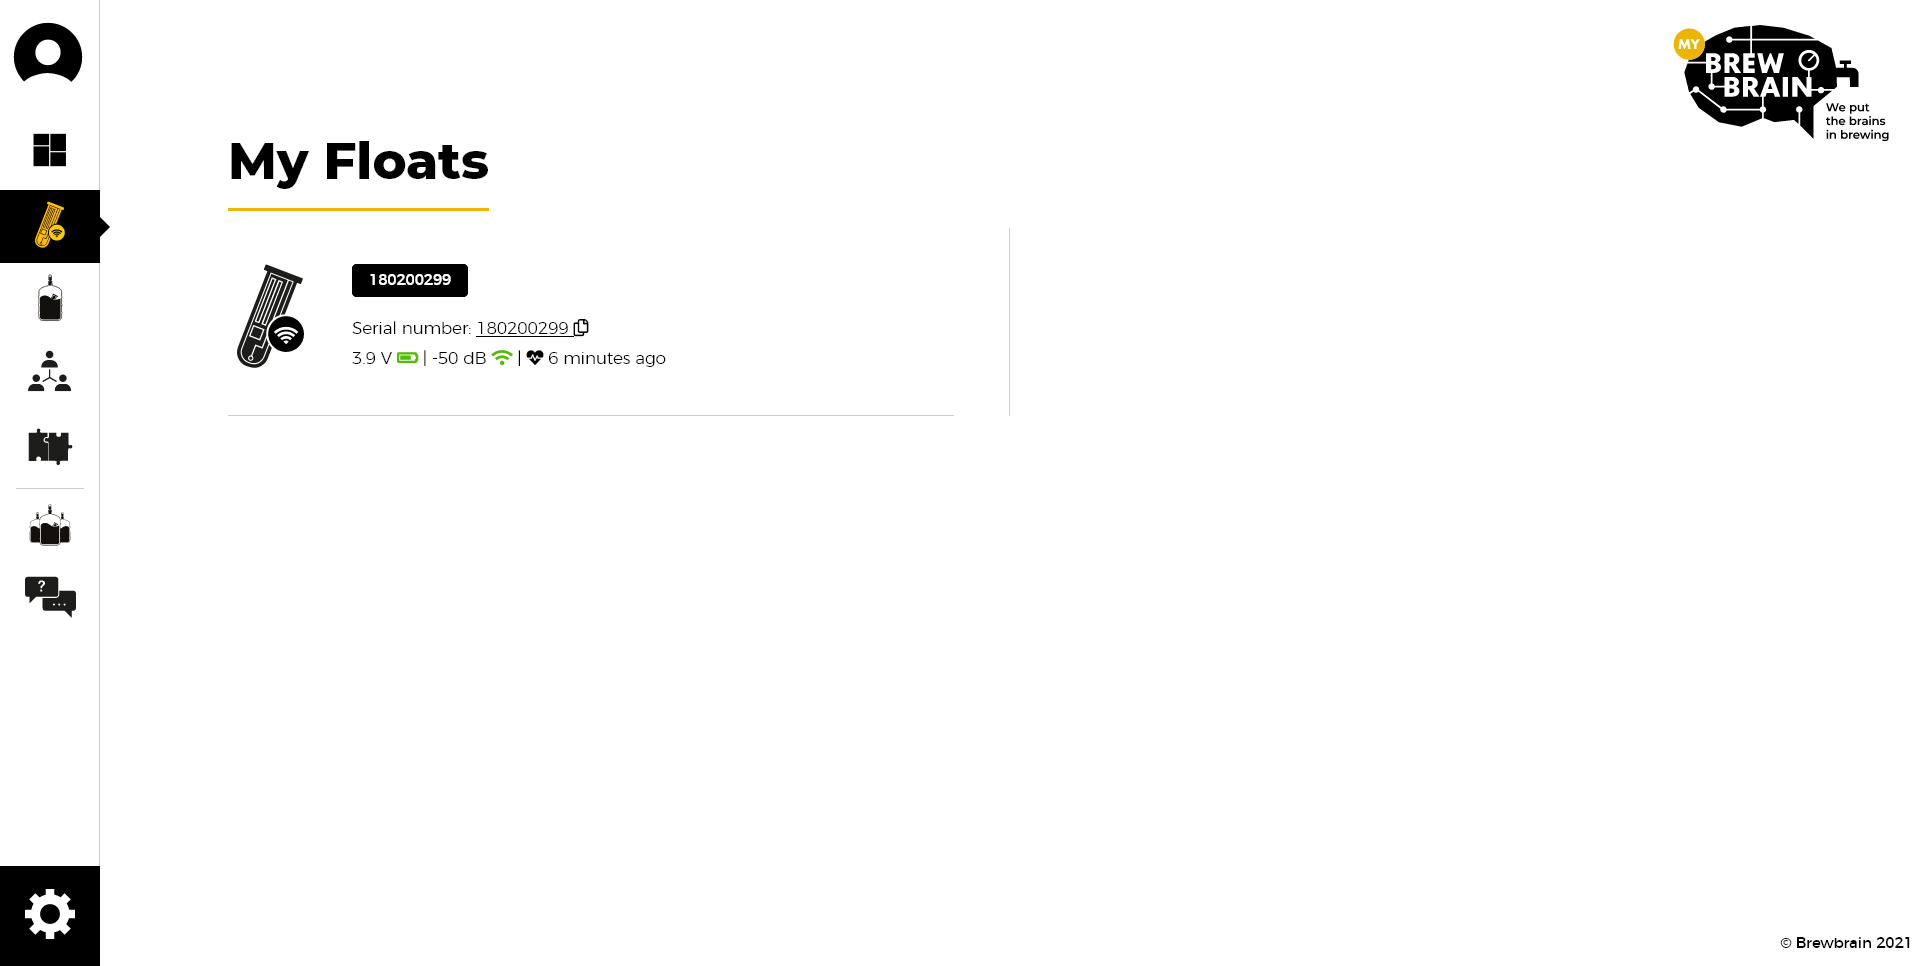 MY
BREW
BRAIN
We put
the brains
in brewing
My Floats
180200299
Serial number: 180200299
3.9 V | -50 dB | 6 minutes ago
?
© Brewbrain 2021